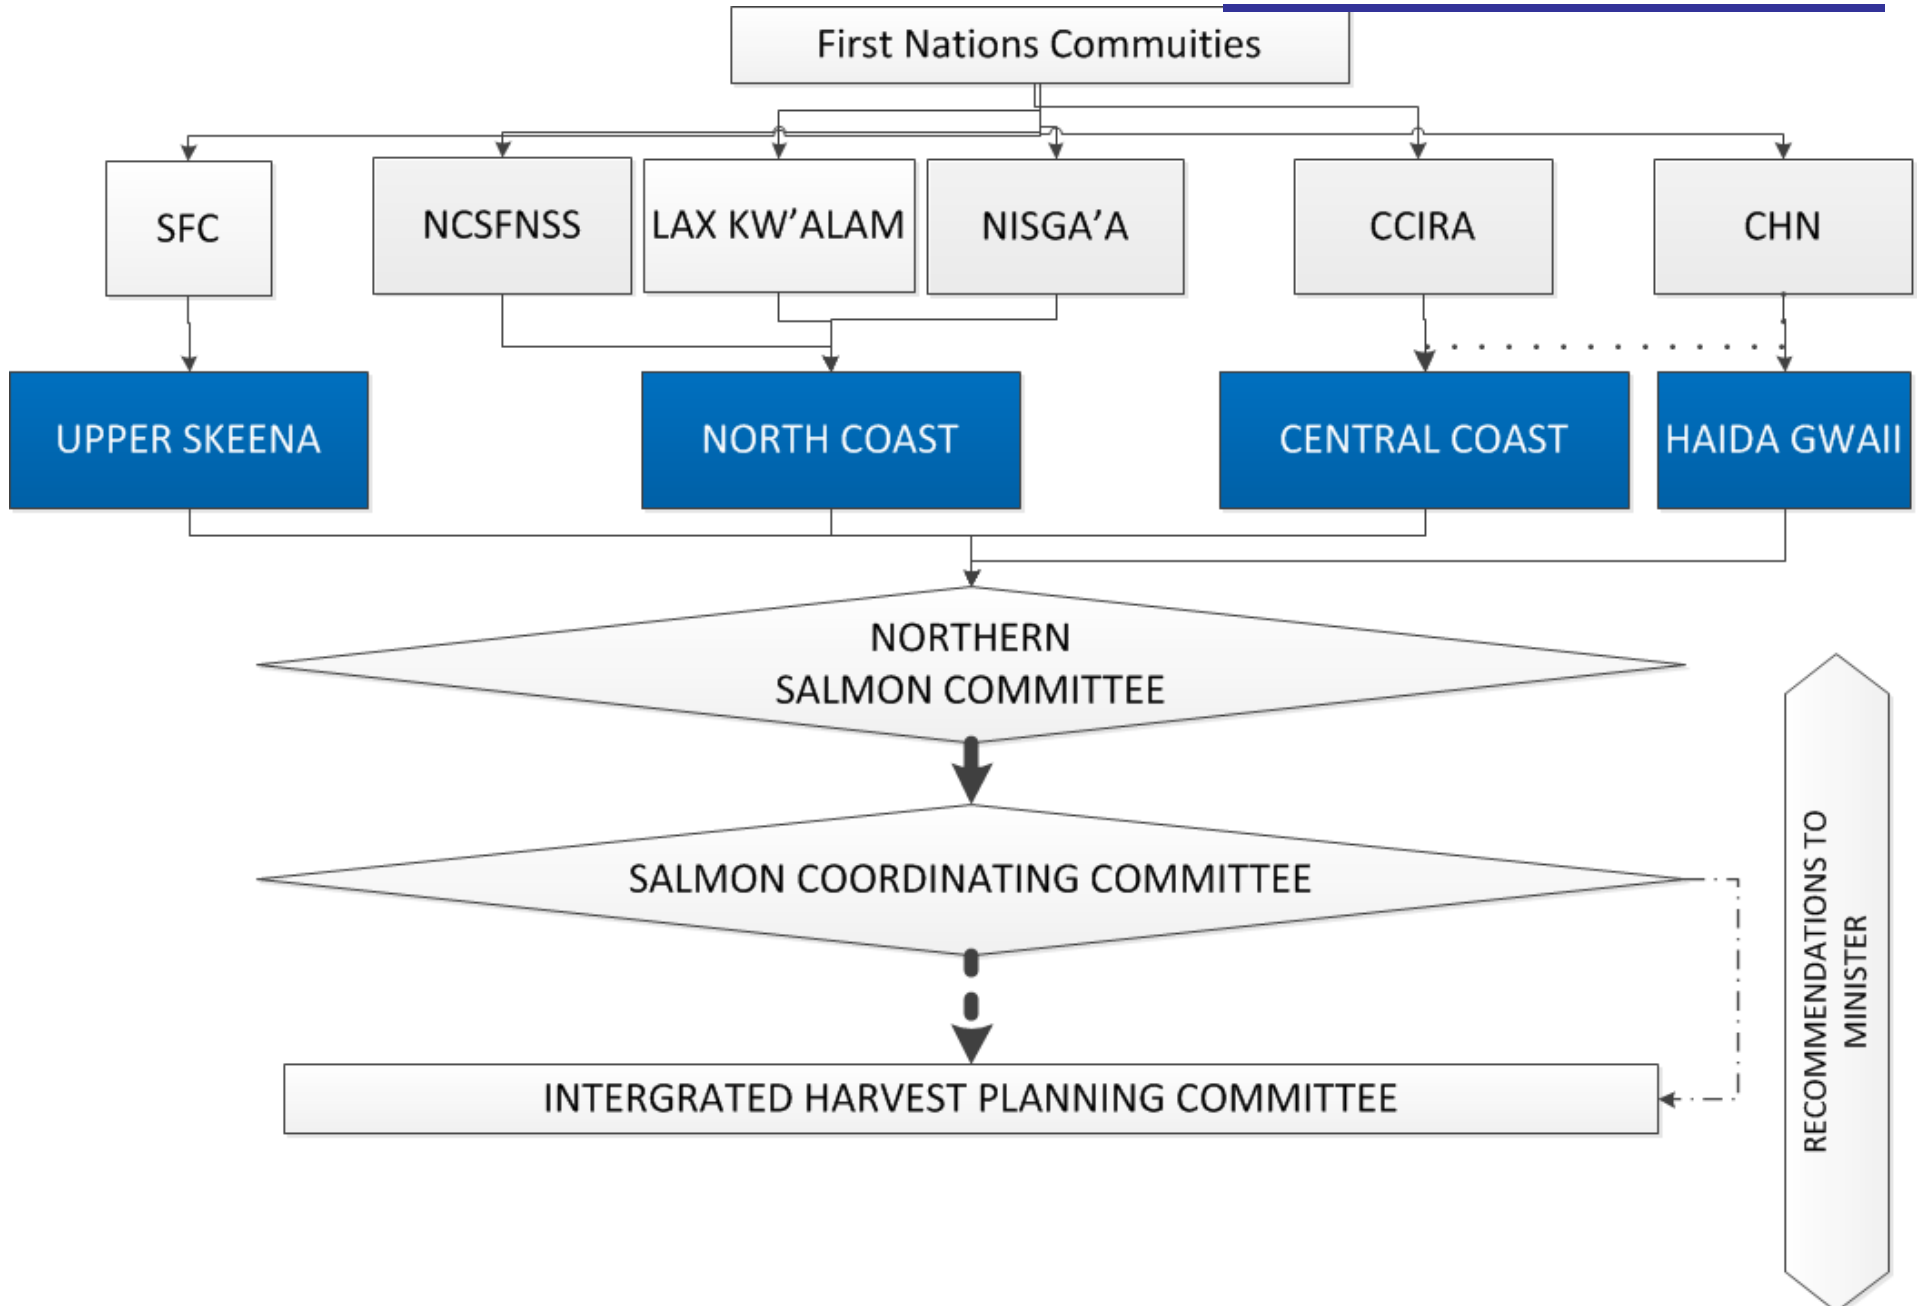 First Nations Commuities
SFC
NCSFNSS
LAX KW'ALAM
NISGA'A
CCIRA
CHN
UPPER SKEENA
NORTH COAST
CENTRAL COAST
HAIDA GWAII
NORTHERN
SALMON COMMITTEE
SALMON COORDINATING COMMITTEE
INTERGRATED HARVEST PLANNING COMMITTEE
RECOMMENDATIONS TO
MINISTER